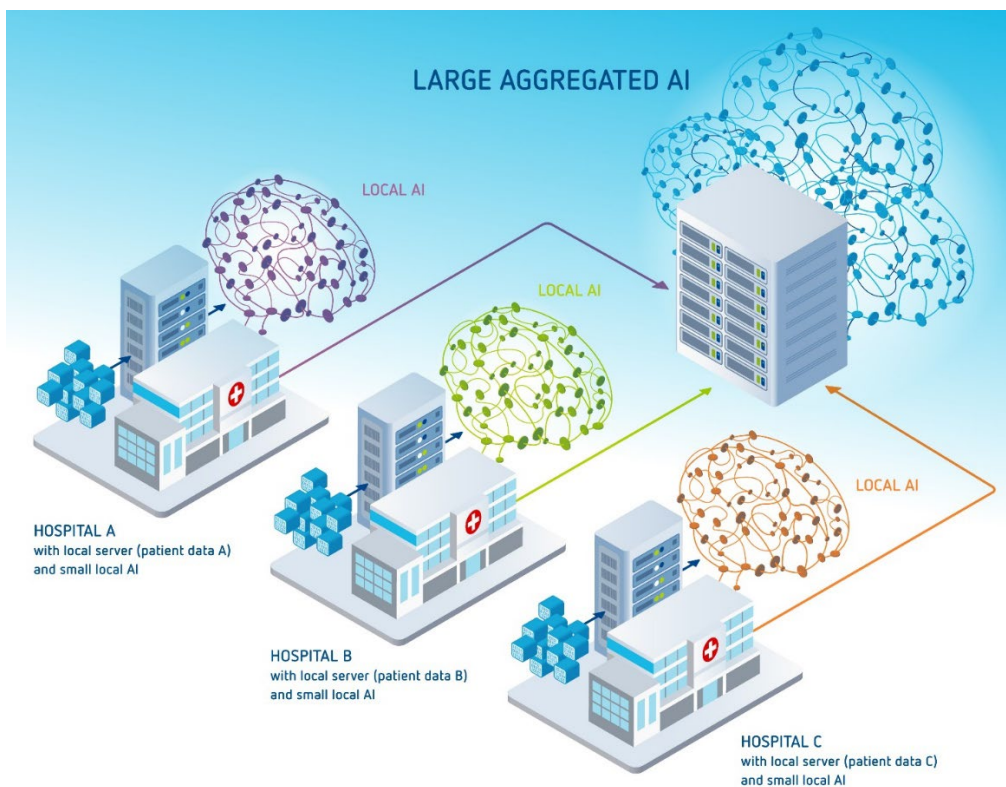 LARGE AGGREGATED AI
LOCAL AI
LOCAL AI
LOCAL AI
HOSPITAL A
with local server (patient data A)
and small local AI
HOSPITAL B
with local server (patient data B)
and small local AI
HOSPITAL C
with local server (patient data C)
and small local AI